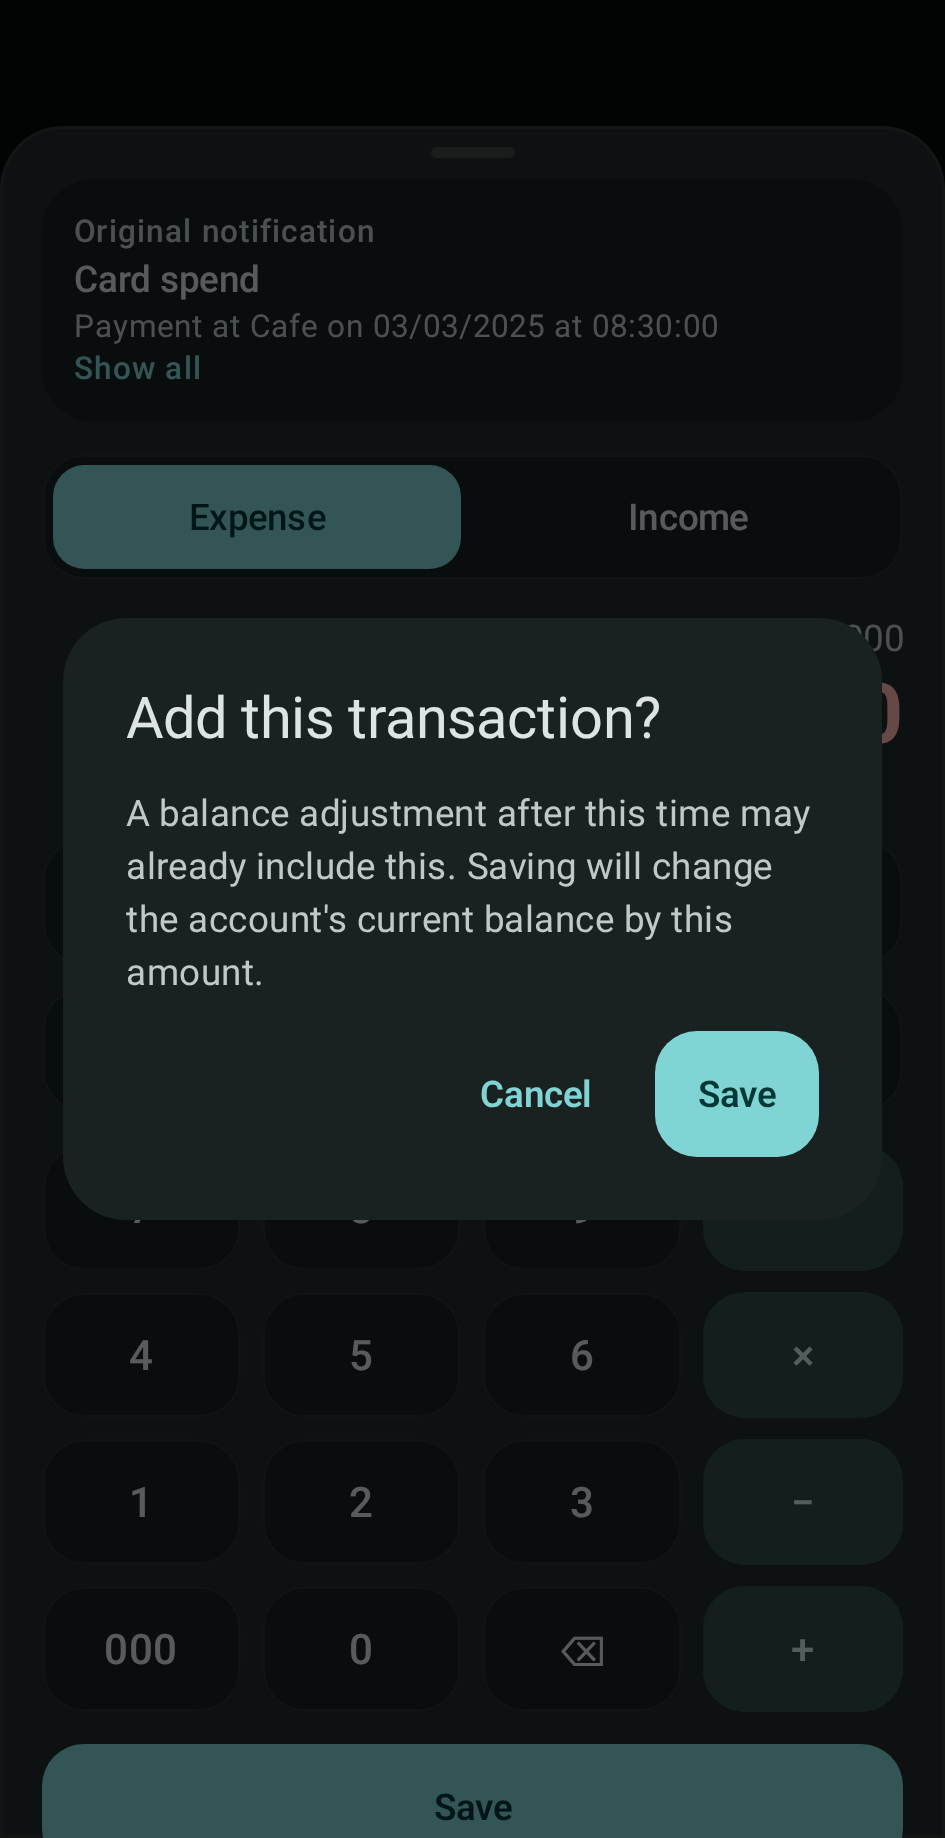 Original notification
Card spend
Payment at Cafe on 03/03/2025 at 08:30:00
Show all
Expense
Income
Add this transaction?
A balance adjustment after this time may
already include this. Saving will change
the account's current balance by this
amount.
Cancel
Save
4
5
6
×
1
2
3
−
000
0
+
Save